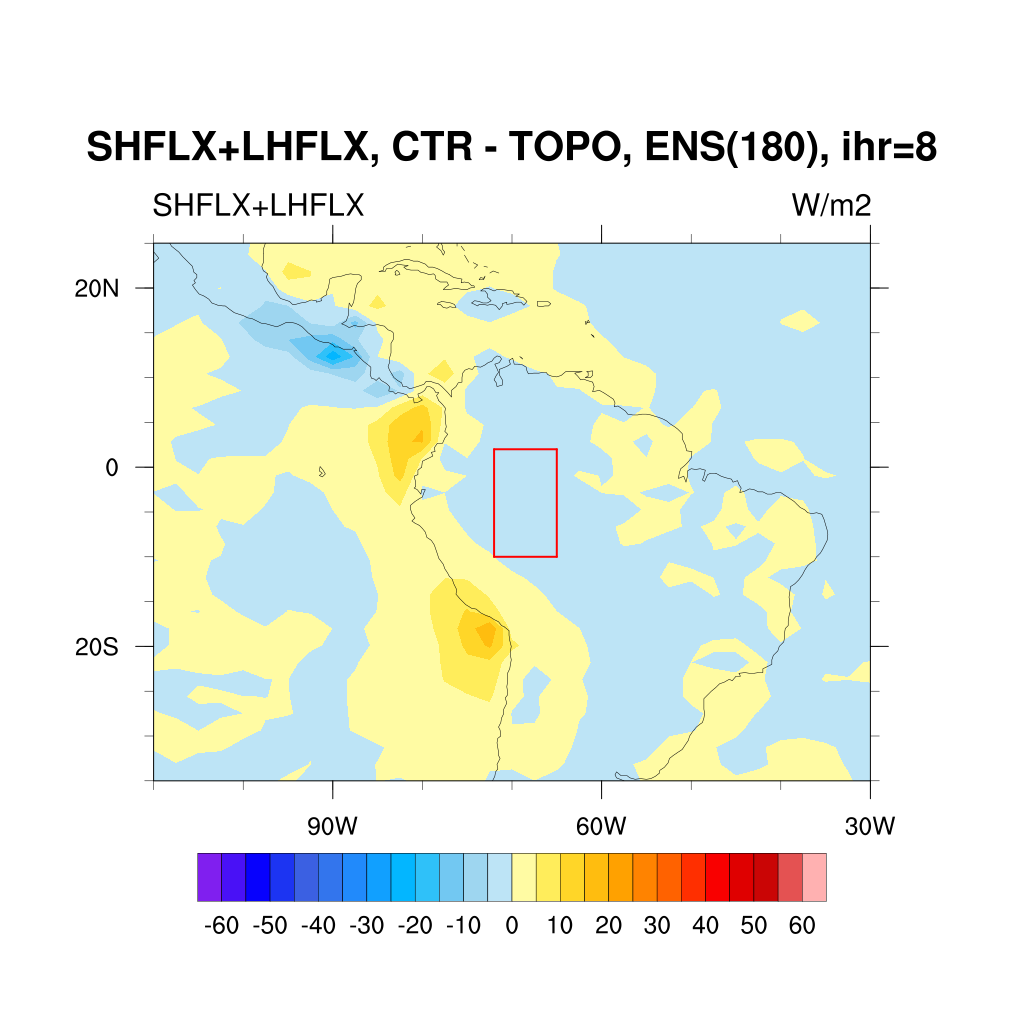 SHFLX+LHFLX, CTR - TOPO, ENS(180), ihr=8
SHFLX+LHFLX W/m2
20N
0
20S
90W 60W 30W
-60 -50 -40 -30 -20 -10 0 10 20 30 40 50 60